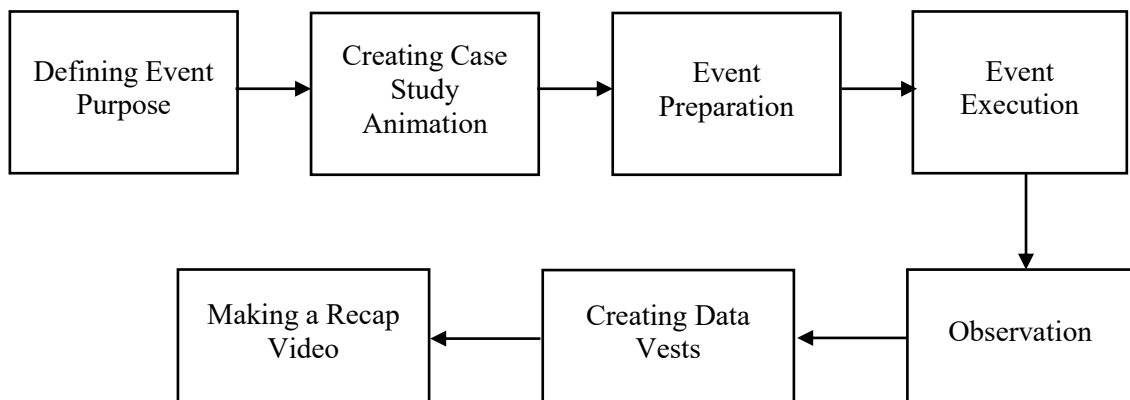 Defining Event
Purpose
Creating Case
Study
Animation
Event
Preparation
Event
Execution
Observation
Creating Data
Vests
Making a Recap
Video